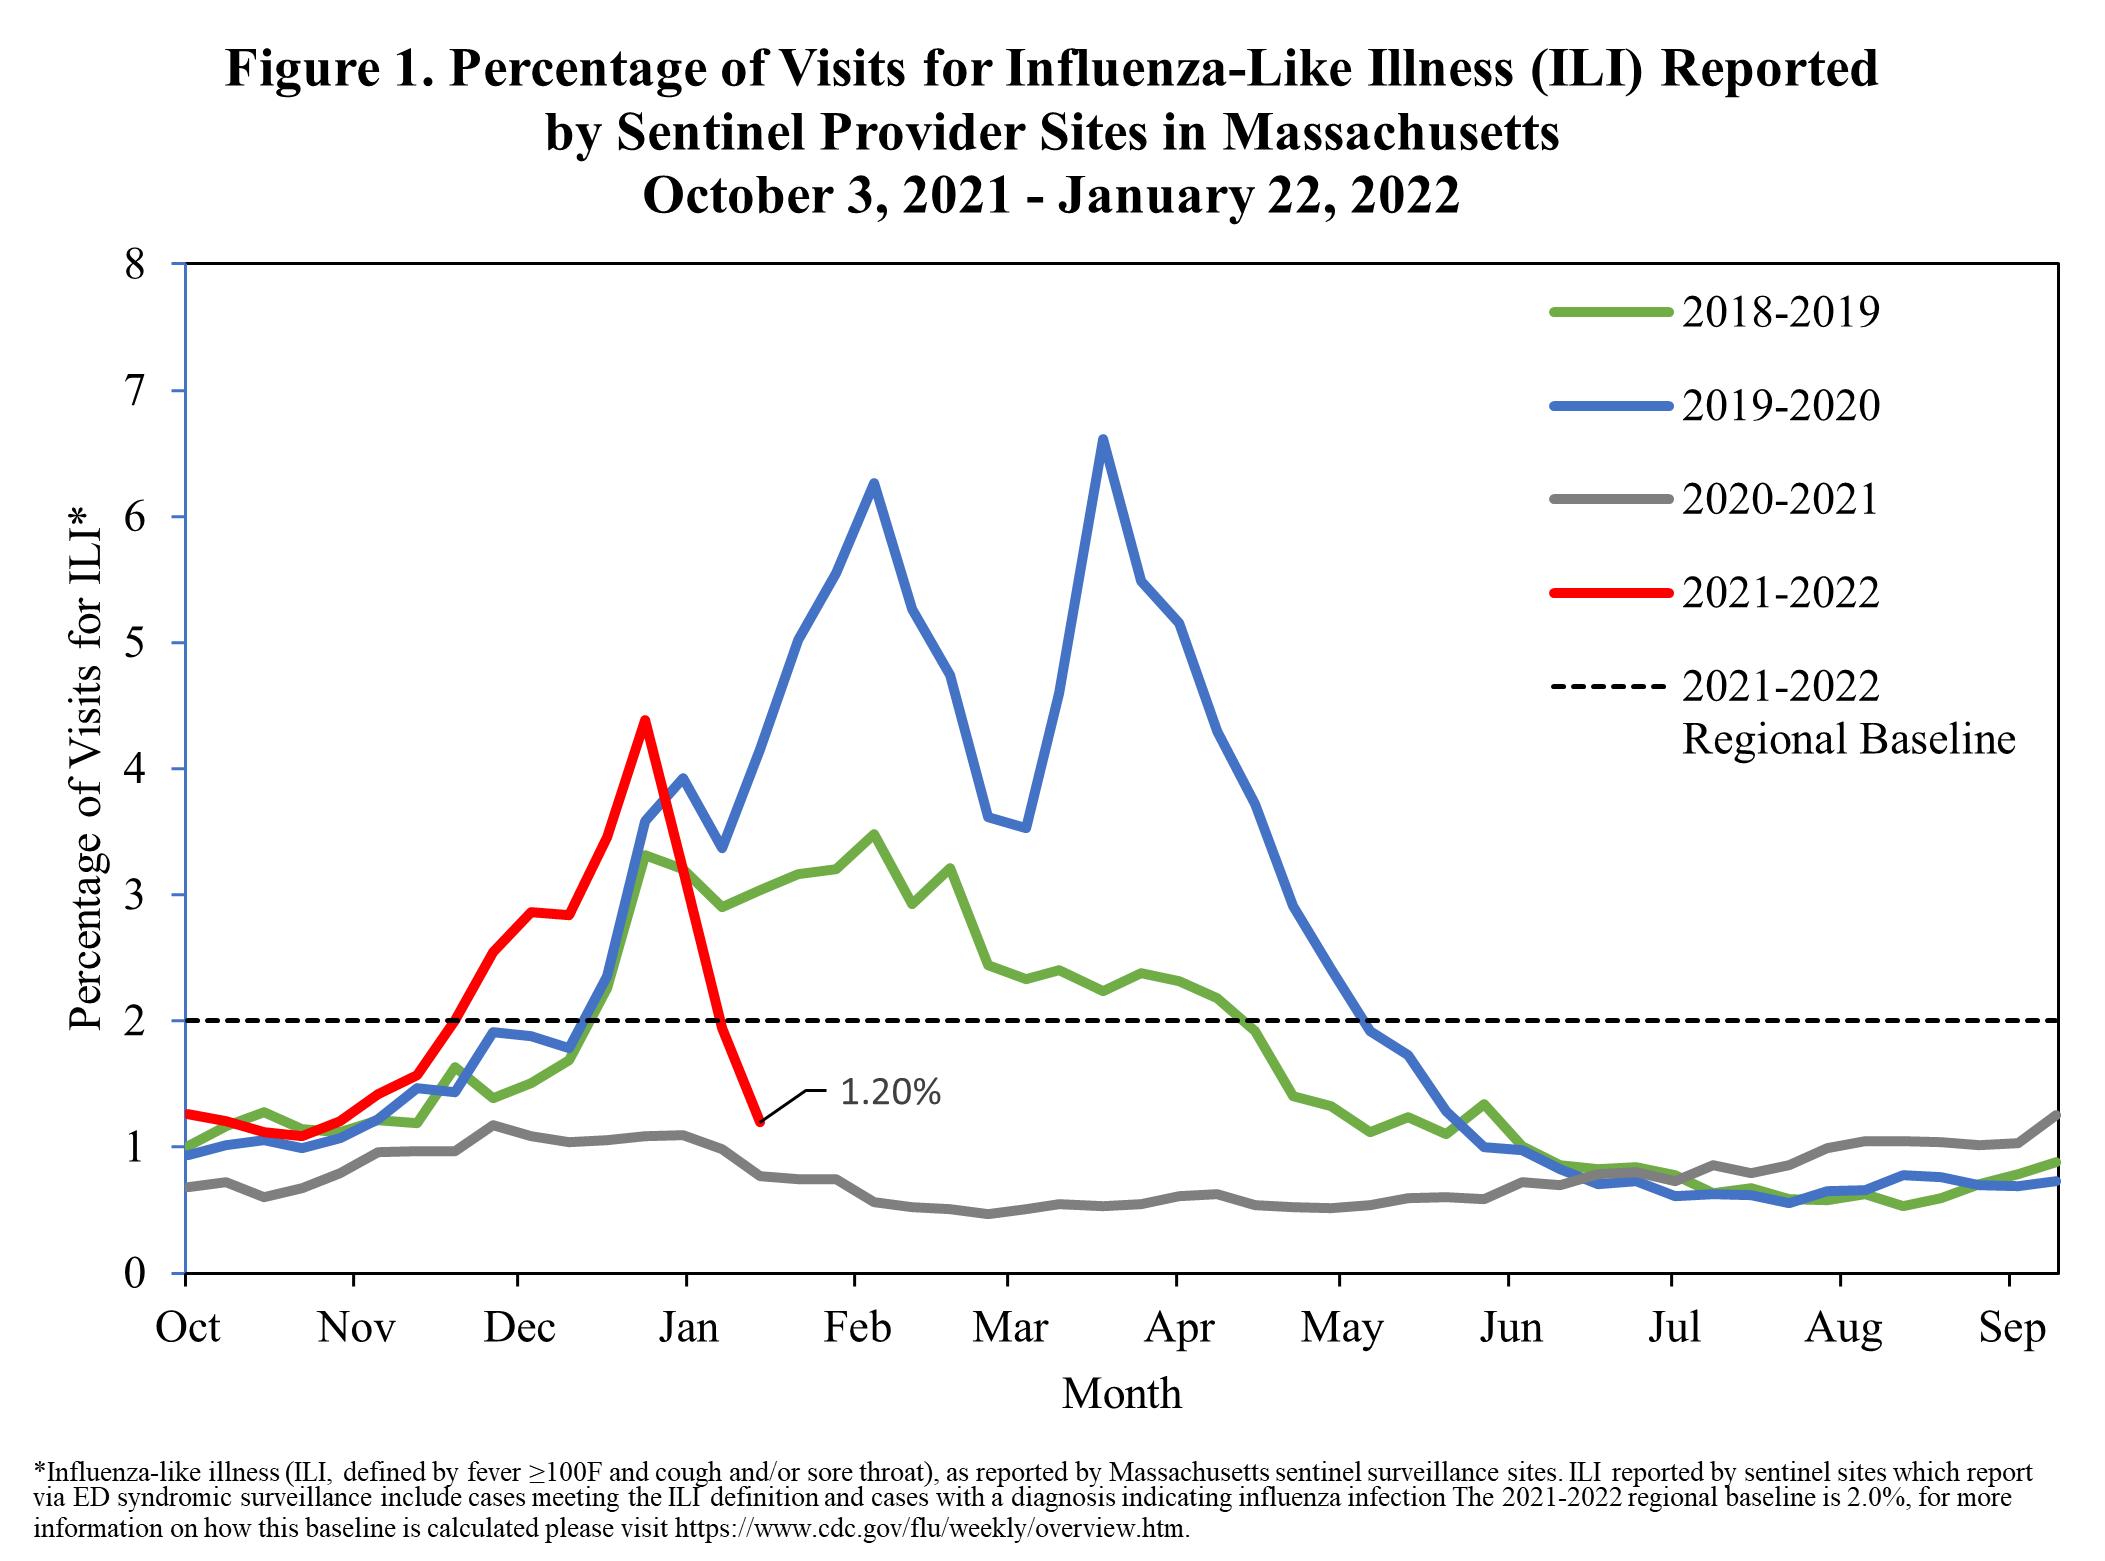 Figure 1. Percentage of Visits for Influenza-Like Illness (ILI) Reported
by Sentinel Provider Sites in Massachusetts
October 3, 2021 - January 22, 2022
Percentage of Visits for ILI*
8
7
6
5
4
3
2
1
0
2018-2019
2019-2020
2020-2021
2021-2022
2021-2022
Regional Baseline
1.20%
Oct Nov Dec Jan Feb Mar Apr May Jun Jul Aug Sep
Month
*Influenza-like illness (ILI, defined by fever ≥100F and cough and/or sore throat), as reported by Massachusetts sentinel surveillance sites. ILI reported by sentinel sites which report
via ED syndromic surveillance include cases meeting the ILI definition and cases with a diagnosis indicating influenza infection The 2021-2022 regional baseline is 2.0%, for more
information on how this baseline is calculated please visit https://www.cdc.gov/flu/weekly/overview.htm.